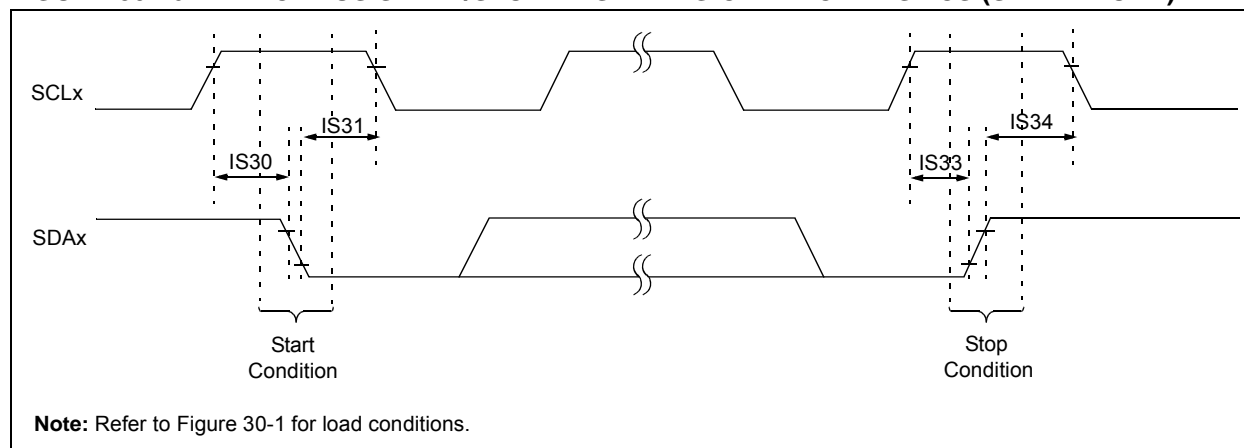 SCLx
IS31
IS34
IS30
IS33
SDAx
Start
Condition
Stop
Condition
Note: Refer to Figure 30-1 for load conditions.